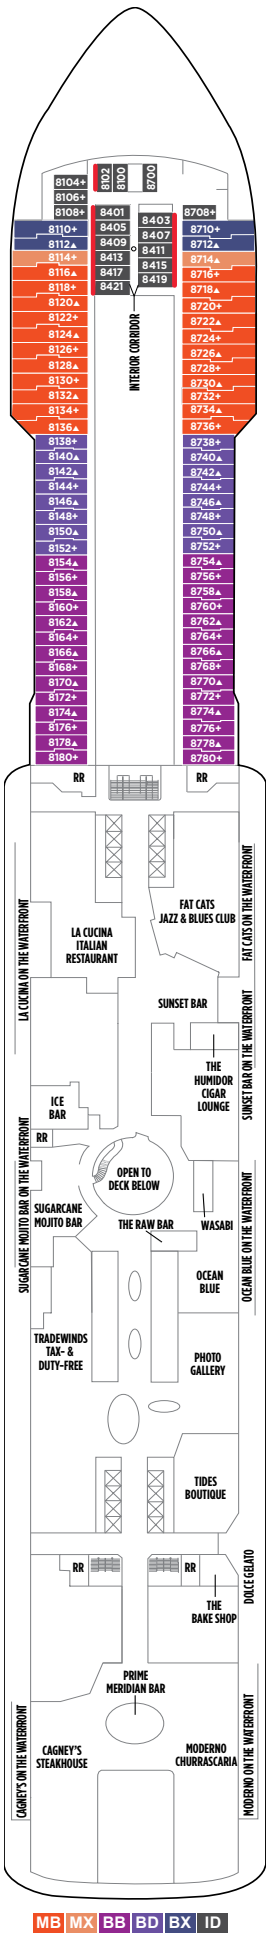 8102
8100
8700
8104+
8106+
8108+
8401
8405
8409
8413
8417
8421
8403
8407
8411
8415
8419
8708+
INTERIOR CORRIDOR
8110+
8112▲
8114+
8116▲
8118+
8120▲
8122+
8124▲
8126+
8128▲
8130+
8132▲
8134+
8136▲
8138+
8140▲
8142▲
8144+
8146▲
8148+
8150▲
8152+
8154▲
8156+
8158▲
8160+
8162▲
8164+
8166▲
8168+
8170▲
8172+
8174▲
8176+
8178▲
8180+
8710+
8712▲
8714▲
8716+
8718▲
8720+
8722▲
8724+
8726▲
8728+
8730▲
8732+
8734▲
8736+
8738+
8740▲
8742▲
8744+
8746▲
8748+
8750▲
8752+
8754▲
8756+
8758▲
8760+
8762▲
8764+
8766▲
8768+
8770▲
8772+
8774▲
8776+
8778▲
8780+
RR
RR
FAT CATS
JAZZ & BLUES CLUB
FAT CATS ON THE WATERFRONT
LA CUCINA
ITALIAN
RESTAURANT
LA CUCINA ON THE WATERFRONT
SUNSET BAR
SUNSET BAR ON THE WATERFRONT
THE
HUMIDOR
CIGAR
LOUNGE
ICE
BAR
RR
OPEN TO
DECK BELOW
SUGARCANE
MOJITO BAR
SUGARCANE MOJITO BAR ON THE WATERFRONT
THE RAW BAR
WASABI
OCEAN
BLUE
OCEAN BLUE ON THE WATERFRONT
TRADEWINDS
TAX- &
DUTY-FREE
PHOTO
GALLERY
TIDES
BOUTIQUE
RR
RR
DOLCE GELATO
THE
BAKE SHOP
PRIME
MERIDIAN BAR
CAGNEY'S
STEAKHOUSE
CAGNEY'S ON THE WATERFRONT
MODERNO
CHURRASCARIA
MODERNO ON THE WATERFRONT
MB MX BB BD BX ID